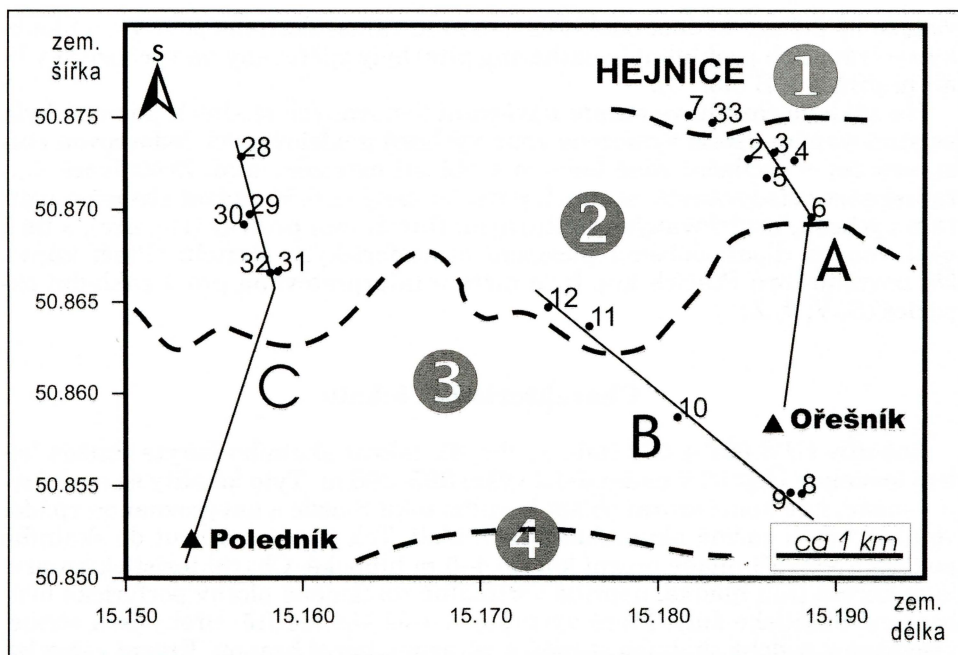 zem.
šířka
S
HEJNICE
1
50.875
7
33
3
2
4
28
5
50.870
29
30
6
2
A
32
31
50.865
12
11
50.860
C
3
10
B
Ořešník
50.855
8
9
4
Poledník
ca 1 km
50.850
15.150
15.160
15.170
15.180
15.190
zem.
délka